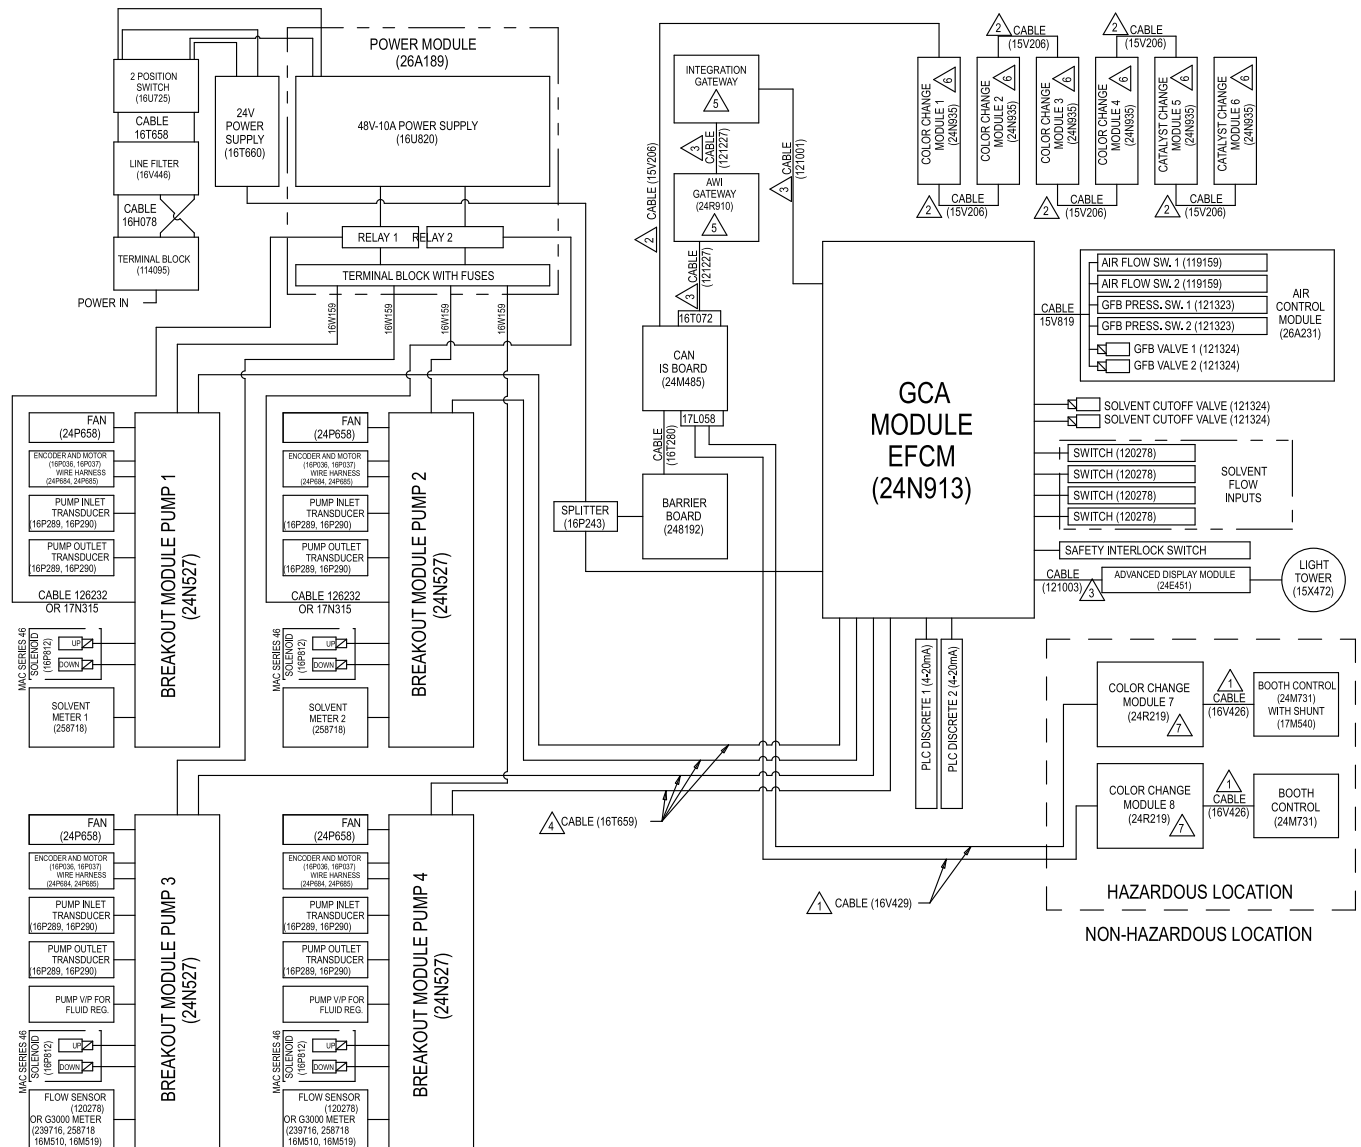 POWER MODULE
(26A189)
2 POSITION
SWITCH
(16U725)
CABLE
16T658
LINE FILTER
(16V446)
CABLE
16H078
TERMINAL BLOCK
(114095)
POWER IN
24V
POWER
SUPPLY
(16T660)
48V-10A POWER SUPPLY
(16U820)
RELAY 1
RELAY 2
TERMINAL BLOCK WITH FUSES
16W159
16W159
16W159
16W159
INTEGRATION
GATEWAY
5
3
CABLE
(121227)
AWI
GATEWAY
(24R910)
5
3
CABLE
(121227)
3
CABLE
(121001)
2
CABLE (15V206)
16T072
CAN
IS BOARD
(24M485)
17L058
CABLE
(16T280)
BARRIER
BOARD
(248192)
SPLITTER
(16P243)
2
CABLE
(15V206)
2
CABLE
(15V206)
COLOR CHANGE
MODULE 1
(24N935)
6
COLOR CHANGE
MODULE 2
(24N935)
6
COLOR CHANGE
MODULE 3
(24N935)
6
COLOR CHANGE
MODULE 4
(24N935)
6
CATALYST CHANGE
MODULE 5
(24N935)
6
CATALYST CHANGE
MODULE 6
(24N935)
6
2
CABLE
(15V206)
2
CABLE
(15V206)
2
CABLE
(15V206)
GCA
MODULE
EFCM
(24N913)
CABLE
15V819
AIR FLOW SW. 1 (119159)
AIR FLOW SW. 2 (119159)
GFB PRESS. SW. 1 (121323)
GFB PRESS. SW. 2 (121323)
GFB VALVE 1 (121324)
GFB VALVE 2 (121324)
AIR
CONTROL
MODULE
(26A231)
SOLVENT CUTOFF VALVE (121324)
SOLVENT CUTOFF VALVE (121324)
SWITCH (120278)
SWITCH (120278)
SWITCH (120278)
SWITCH (120278)
SOLVENT
FLOW
INPUTS
SAFETY INTERLOCK SWITCH
CABLE
(121003)
3
ADVANCED DISPLAY MODULE
(24E451)
LIGHT
TOWER
(15X472)
PLC DISCRETE 1 (4-20mA)
PLC DISCRETE 2 (4-20mA)
COLOR CHANGE
MODULE 7
(24R219)
7
1
CABLE
(16V426)
BOOTH CONTROL
(24M731)
WITH SHUNT
(17M540)
COLOR CHANGE
MODULE 8
(24R219)
7
1
CABLE
(16V426)
BOOTH
CONTROL
(24M731)
HAZARDOUS LOCATION
NON-HAZARDOUS LOCATION
4
CABLE (16T659)
1
CABLE (16V429)
FAN
(24P658)
ENCODER AND MOTOR
(16P036, 16P037)
WIRE HARNESS
(24P684, 24P685)
PUMP INLET
TRANSDUCER
(16P289, 16P290)
PUMP OUTLET
TRANSDUCER
(16P289, 16P290)
CABLE 126232
OR 17N315
MAC SERIES 46
SOLENOID
(16P812)
UP
DOWN
SOLVENT
METER 1
(258718)
BREAKOUT MODULE PUMP 1
(24N527)
FAN
(24P658)
ENCODER AND MOTOR
(16P036, 16P037)
WIRE HARNESS
(24P684, 24P685)
PUMP INLET
TRANSDUCER
(16P289, 16P290)
PUMP OUTLET
TRANSDUCER
(16P289, 16P290)
CABLE 126232
OR 17N315
MAC SERIES 46
SOLENOID
(16P812)
UP
DOWN
SOLVENT
METER 2
(258718)
BREAKOUT MODULE PUMP 2
(24N527)
FAN
(24P658)
ENCODER AND MOTOR
(16P036, 16P037)
WIRE HARNESS
(24P684, 24P685)
PUMP INLET
TRANSDUCER
(16P289, 16P290)
PUMP OUTLET
TRANSDUCER
(16P289, 16P290)
PUMP V/P FOR
FLUID REG.
MAC SERIES 46
SOLENOID
(16P812)
UP
DOWN
FLOW SENSOR
(120278)
OR G3000 METER
(239716, 258718
16M510, 16M519)
BREAKOUT MODULE PUMP 3
(24N527)
FAN
(24P658)
ENCODER AND MOTOR
(16P036, 16P037)
WIRE HARNESS
(24P684, 24P685)
PUMP INLET
TRANSDUCER
(16P289, 16P290)
PUMP OUTLET
TRANSDUCER
(16P289, 16P290)
PUMP V/P FOR
FLUID REG.
MAC SERIES 46
SOLENOID
(16P812)
UP
DOWN
FLOW SENSOR
(120278)
OR G3000 METER
(239716, 258718
16M510, 16M519)
BREAKOUT MODULE PUMP 4
(24N527)